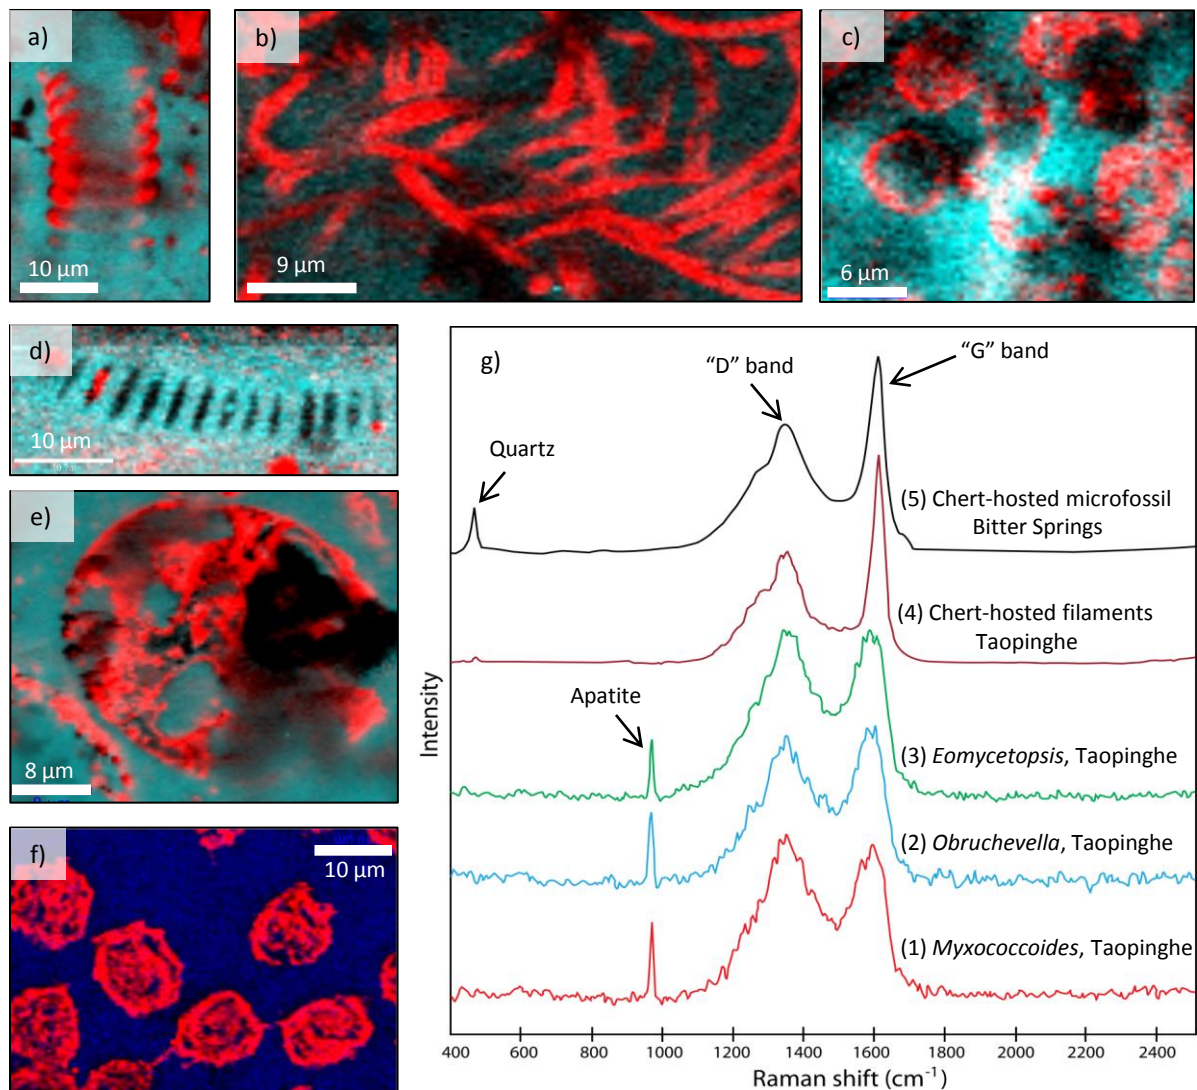 a)
10 µm
b)
9 µm
c)
6 µm
d)
10 µm
e)
8 µm
f)
10 µm
g)
"D" band
"G" band
Quartz
(5) Chert-hosted microfossil
Bitter Springs
(4) Chert-hosted filaments
Taopinghe
Apatite
(3) Eomycetopsis, Taopinghe
(2) Obruchevella, Taopinghe
(1) Myxococcoides, Taopinghe
Intensity
400 600 800 1000 1200 1400 1600 1800 2000 2200 2400
Raman shift (cm⁻¹)